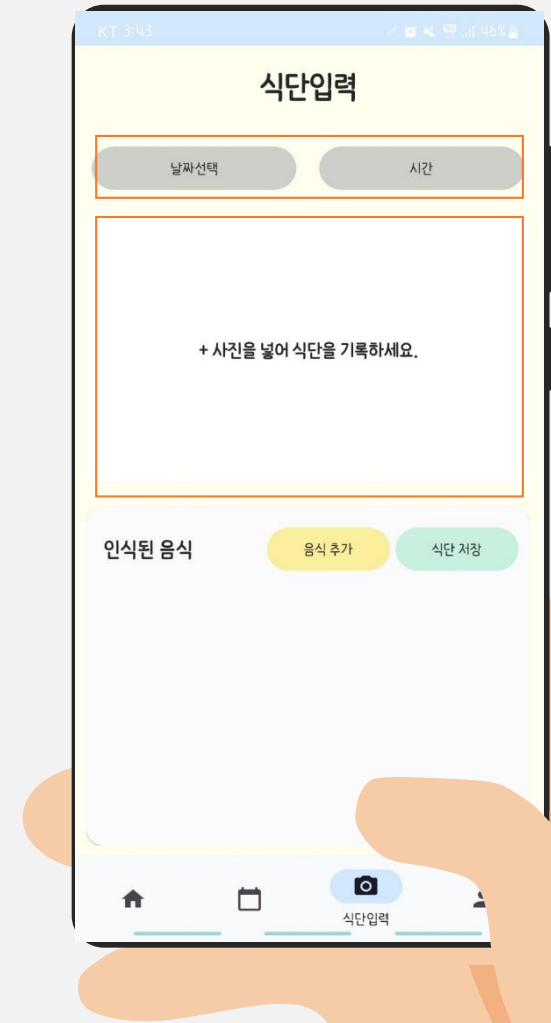 KT 3:43 46%
식단입력
날짜선택 시간
+ 사진을 넣어 식단을 기록하세요.
인식된 음식 음식 추가 식단 저장
식단입력